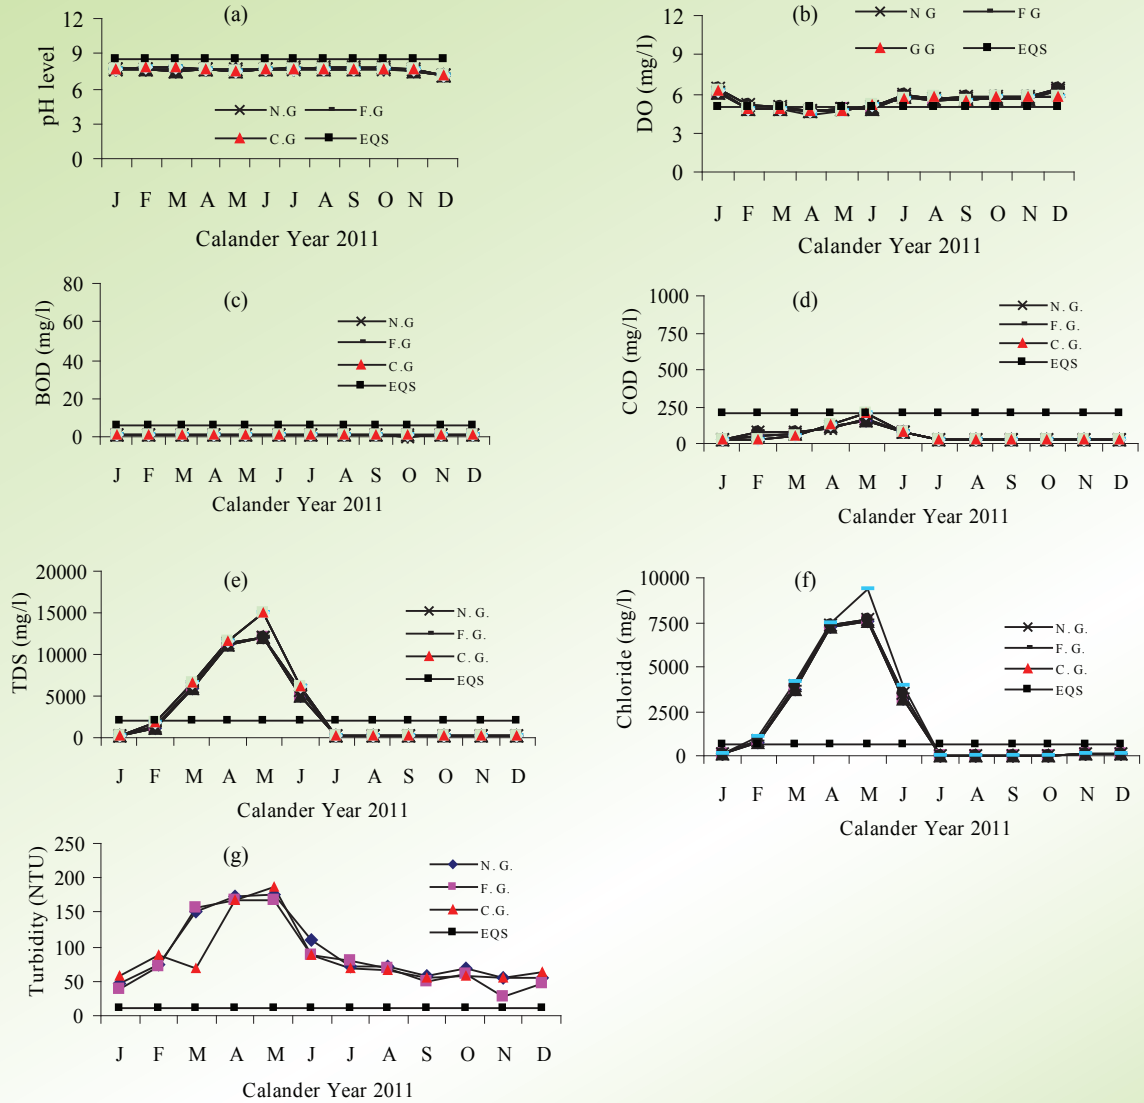 (a)
12
9
6
3
0
pH level
N.G
F.G
C.G
EQS
J F M A M J J A S O N D
Calander Year 2011
(b)
12
9
6
3
0
DO (mg/l)
N G
F G
G G
EQS
J F M A M J J A S O N D
Calander Year 2011
(c)
80
60
40
20
0
BOD (mg/l)
N.G
F.G
C.G
EQS
J F M A M J J A S O N D
Calander Year 2011
(d)
1000
750
500
250
0
COD (mg/l)
N. G.
F. G.
C. G.
EQS
J F M A M J J A S O N D
Calander Year 2011
(e)
20000
15000
10000
5000
0
TDS (mg/l)
N. G.
F. G.
C. G.
EQS
J F M A M J J A S O N D
Calander Year 2011
(f)
10000
7500
5000
2500
0
Chloride (mg/l)
N. G.
F. G.
C. G.
EQS
J F M A M J J A S O N D
Calander Year 2011
(g)
250
200
150
100
50
0
Turbidity (NTU)
N. G.
F. G.
C.G.
EQS
J F M A M J J A S O N D
Calander Year 2011